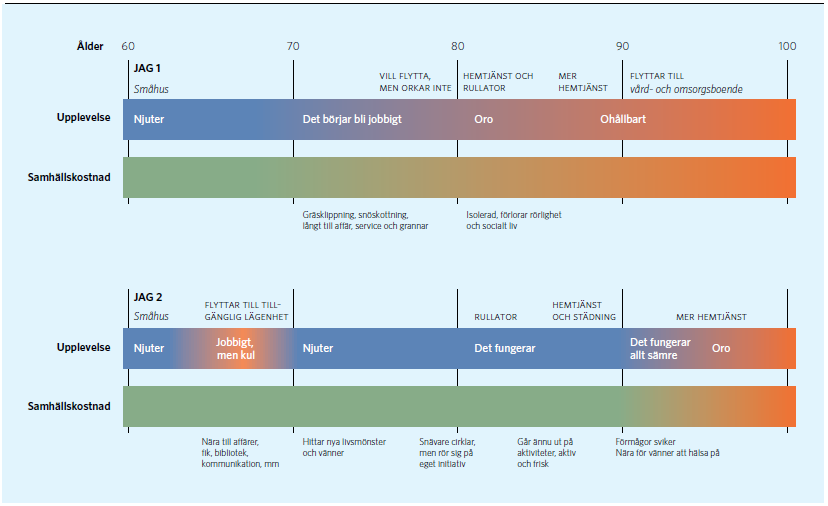 Ålder 60 70 80 90 100
JAG 1
Småhus
VILL FLYTTA,
MEN ORKAR INTE
HEMTJÄNST OCH
RULLATOR
MER
HEMTJÄNST
FLYTTAR TILL
vård- och omsorgsboende
Upplevelse Njuter Det börjar bli jobbigt Oro Ohållbart
Samhällskostnad
Gräsklippning, snöskottning,
långt till affär, service och grannar
Isolerad, förlorar rörlighet
och socialt liv
JAG 2
Småhus
FLYTTAR TILL TILL-
GÄNGLIG LÄGENHET
RULLATOR
HEMTJÄNST
OCH STÄDNING
MER HEMTJÄNST
Upplevelse Njuter
Jobbigt,
men kul
Njuter
Det fungerar
Det fungerar
allt sämre
Oro
Samhällskostnad
Nära till affärer,
fik, bibliotek,
kommunikation, mm
Hittar nya livsmönster
och vänner
Snävare cirklar,
men rör sig på
eget initiativ
Går ännu ut på
aktiviteter, aktiv
och frisk
Förmågor sviker
Nära för vänner att hälsa på